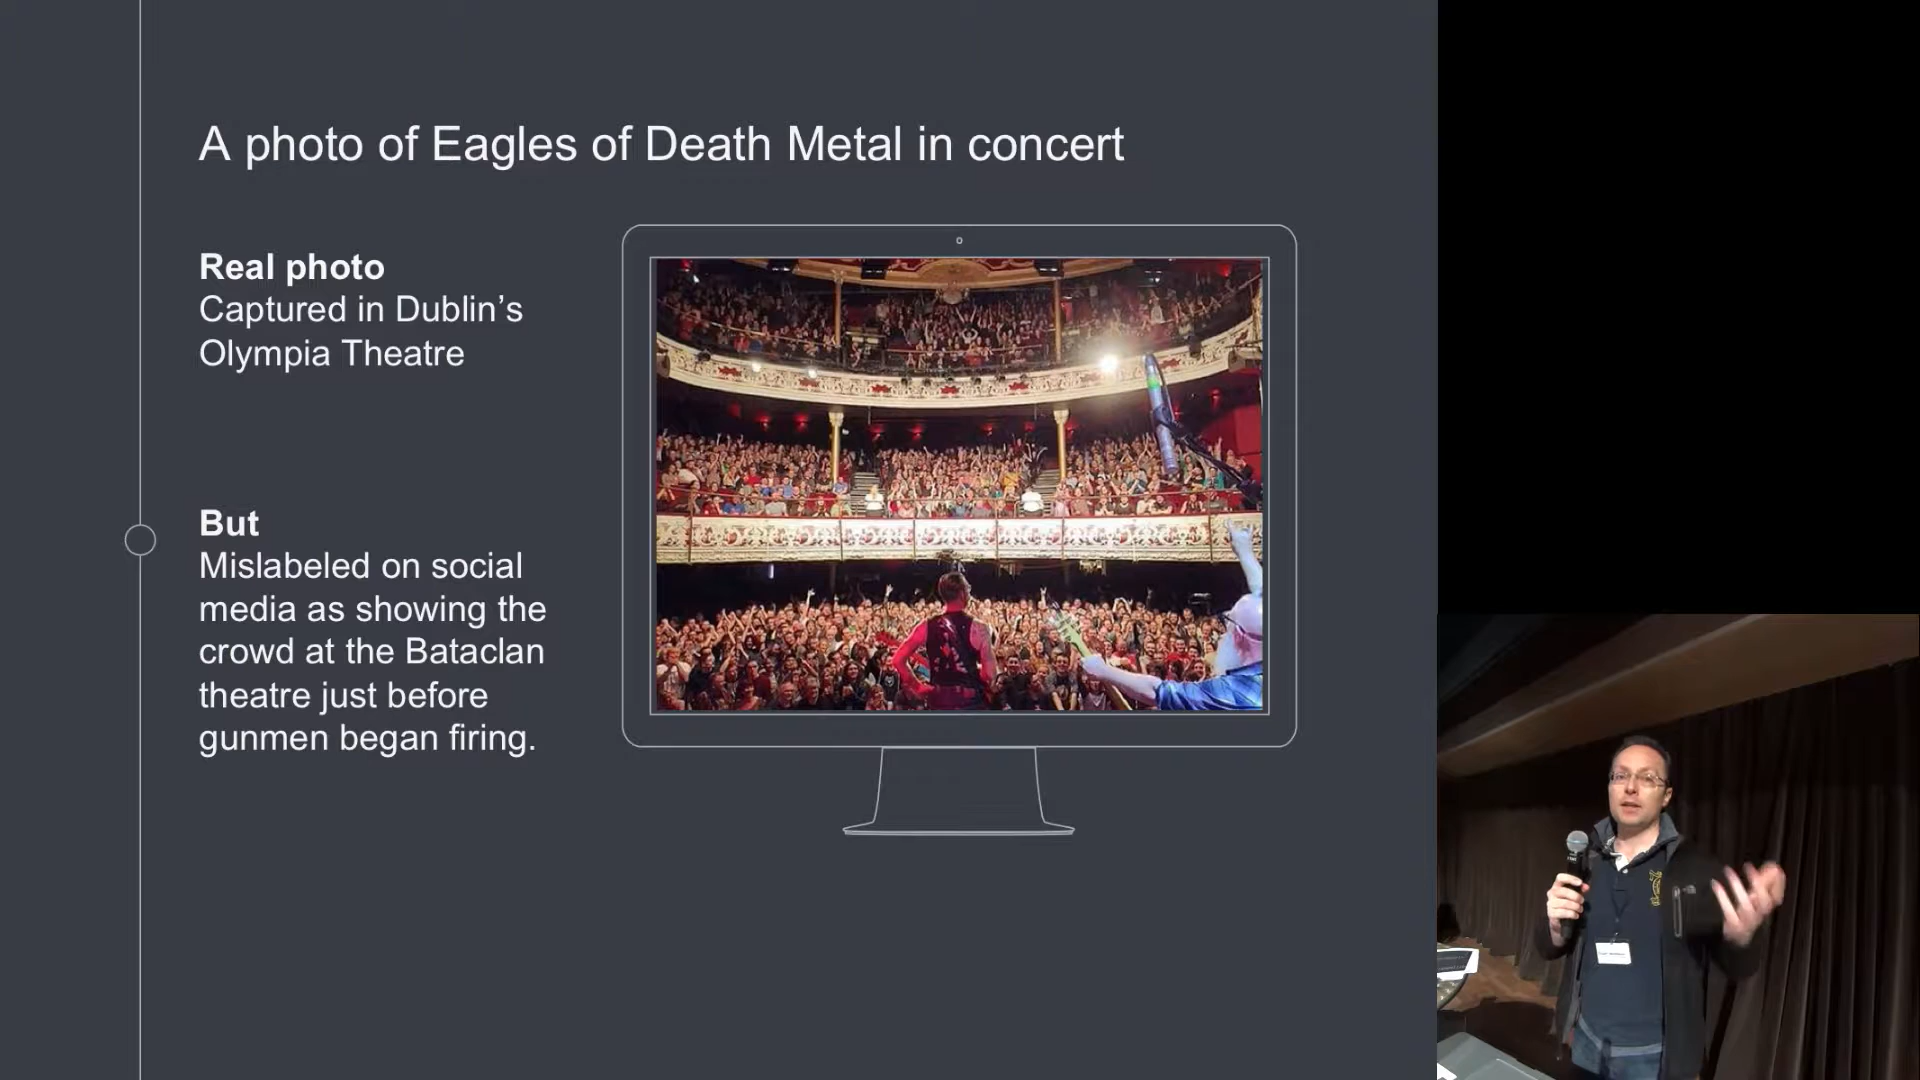 A photo of Eagles of Death Metal in concert
Real photo
Captured in Dublin’s
Olympia Theatre
But
Mislabeled on social
media as showing the
crowd at the Bataclan
theatre just before
gunmen began firing.